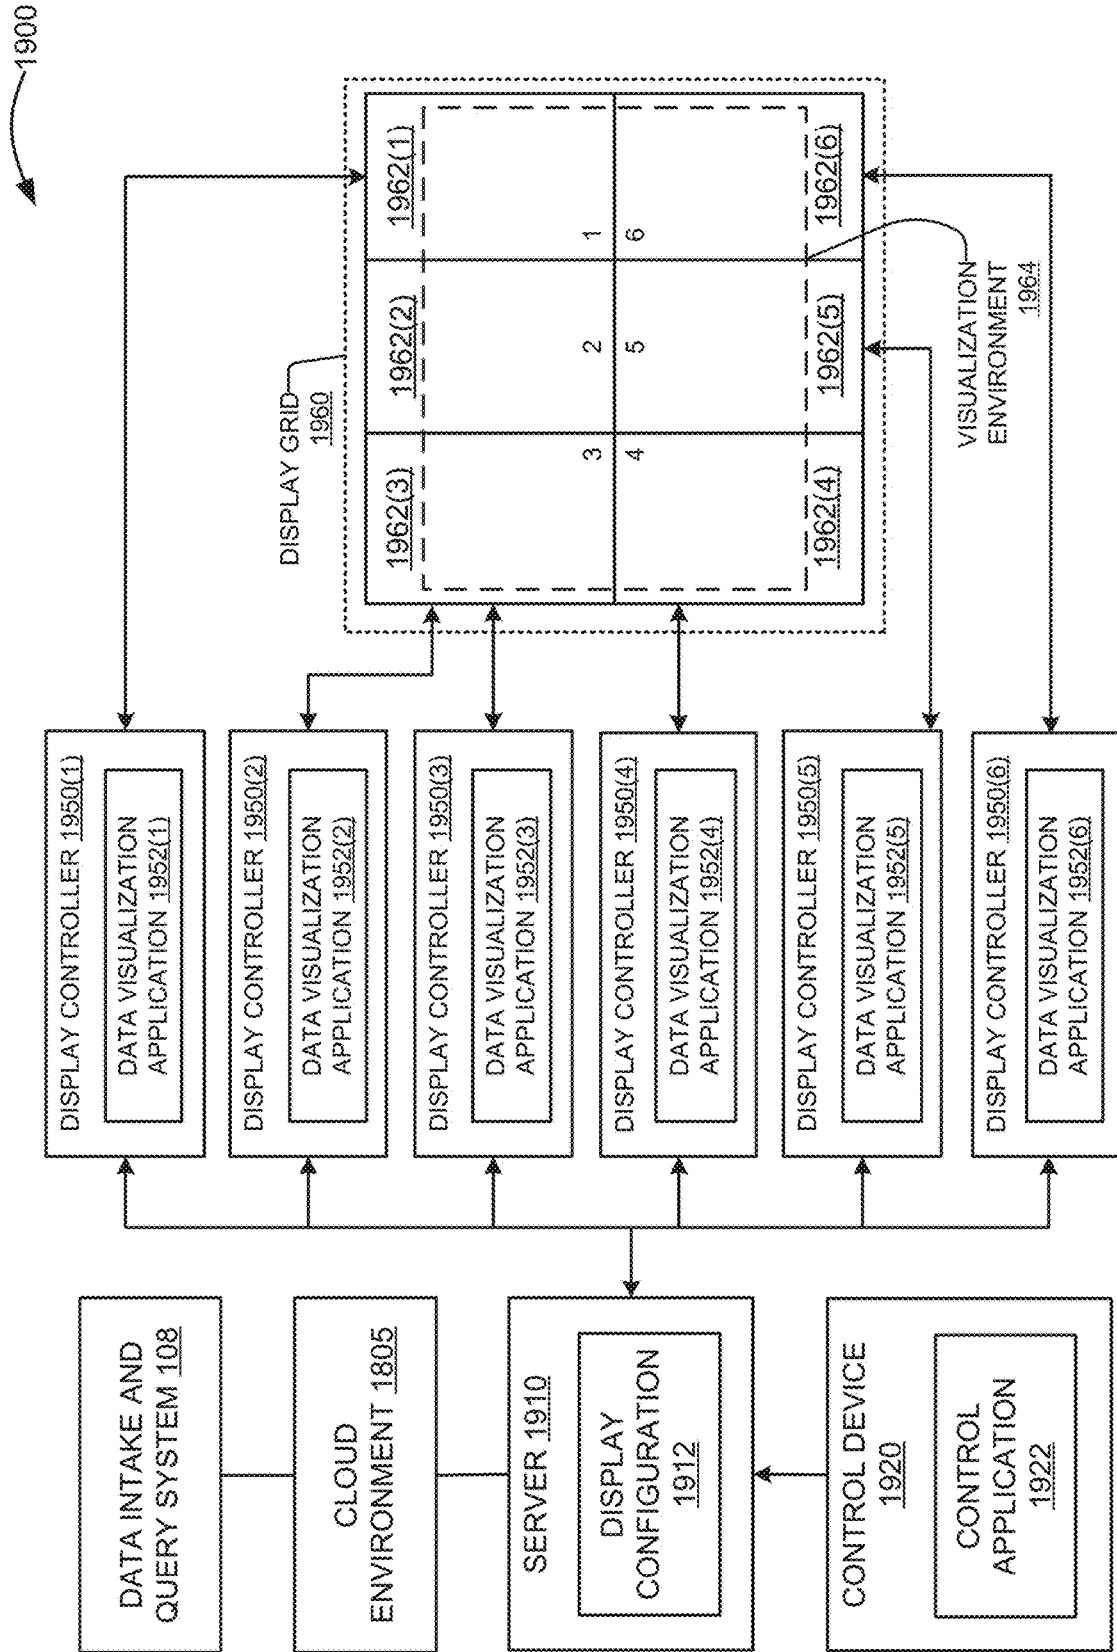 1900
DATA INTAKE AND
QUERY SYSTEM 108
CLOUD
ENVIRONMENT 1805
SERVER 1910
DISPLAY
CONFIGURATION
1912
CONTROL DEVICE
1920
CONTROL
APPLICATION
1922
DISPLAY CONTROLLER 1950(1)
DATA VISUALIZATION
APPLICATION 1952(1)
DISPLAY CONTROLLER 1950(2)
DATA VISUALIZATION
APPLICATION 1952(2)
DISPLAY CONTROLLER 1950(3)
DATA VISUALIZATION
APPLICATION 1952(3)
DISPLAY CONTROLLER 1950(4)
DATA VISUALIZATION
APPLICATION 1952(4)
DISPLAY CONTROLLER 1950(5)
DATA VISUALIZATION
APPLICATION 1952(5)
DISPLAY CONTROLLER 1950(6)
DATA VISUALIZATION
APPLICATION 1952(6)
DISPLAY GRID
1960
1962(3)
1962(2)
1962(1)
3
2
1
4
5
6
1962(4)
1962(5)
1962(6)
VISUALIZATION
ENVIRONMENT
1964